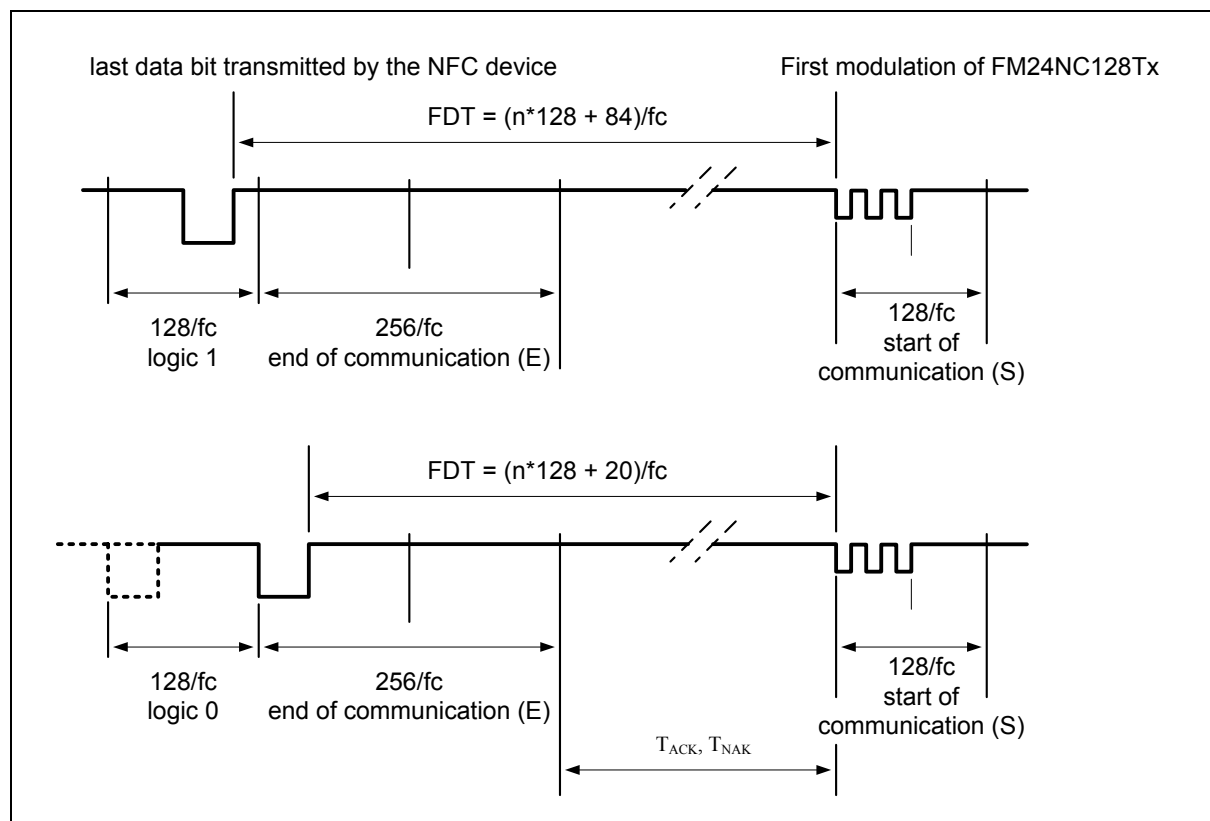 last data bit transmitted by the NFC device
First modulation of FM24NC128Tx
FDT = (n*128 + 84)/fc
128/fc
logic 1
256/fc
end of communication (E)
128/fc
start of
communication (S)
FDT = (n*128 + 20)/fc
128/fc
logic 0
256/fc
end of communication (E)
128/fc
start of
communication (S)
TACK, TNAK